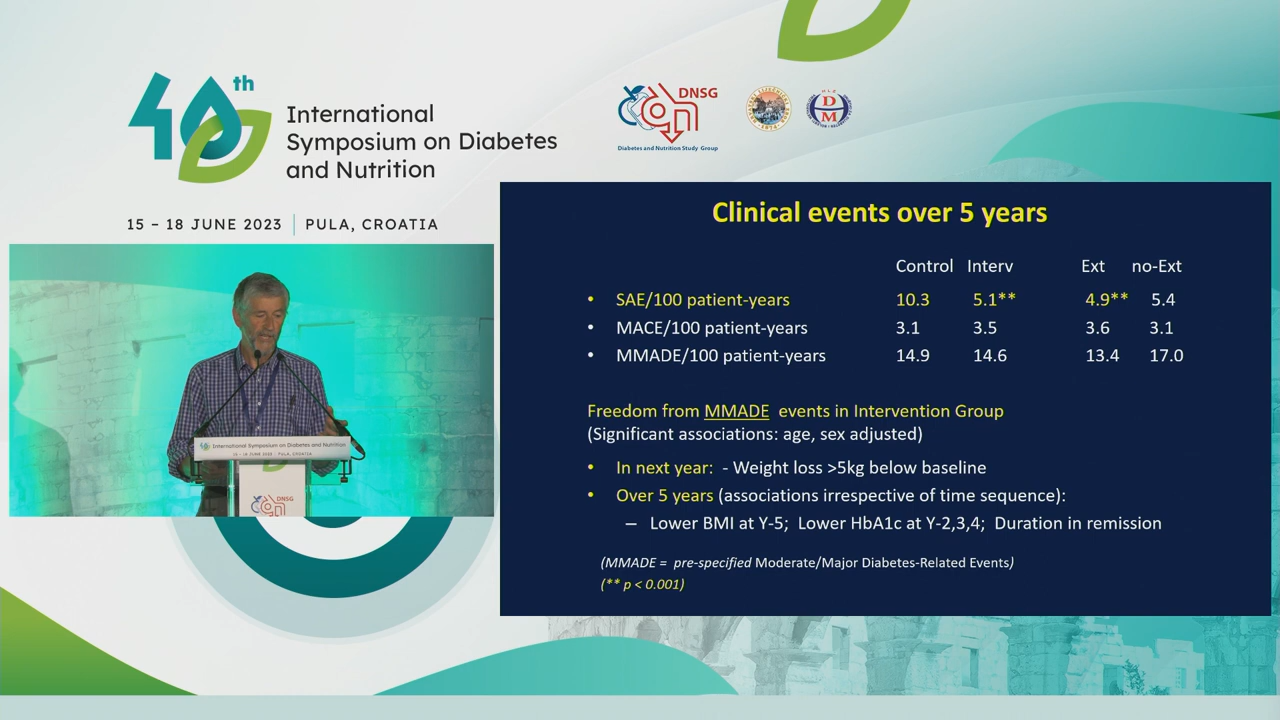 40th
International
Symposium on Diabetes
and Nutrition
15 – 18 JUNE 2023 | PULA, CROATIA
DNSG
Diabetes and Nutrition Study Group
D
M
International Symposium on Diabetes and Nutrition
15 – 18 JUNE 2023 | PULA, CROATIA
DNSG
Clinical events over 5 years
Control Interv Ext no-Ext
• SAE/100 patient-years 10.3 5.1** 4.9** 5.4
• MACE/100 patient-years 3.1 3.5 3.6 3.1
• MMADE/100 patient-years 14.9 14.6 13.4 17.0
Freedom from MMADE events in Intervention Group
(Significant associations: age, sex adjusted)
• In next year: - Weight loss >5kg below baseline
• Over 5 years (associations irrespective of time sequence):
– Lower BMI at Y-5; Lower HbA1c at Y-2,3,4; Duration in remission
(MMADE = pre-specified Moderate/Major Diabetes-Related Events)
(** p < 0.001)